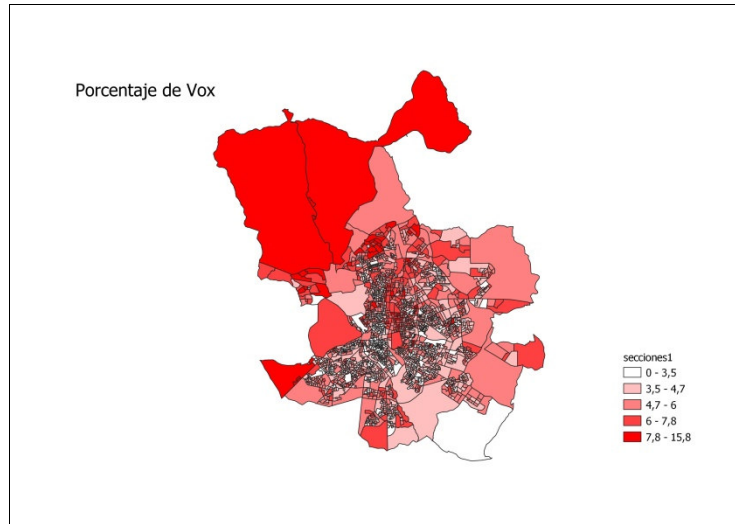 Porcentaje de Vox
secciones1
0 - 3,5
3,5 - 4,7
4,7 - 6
6 - 7,8
7,8 - 15,8